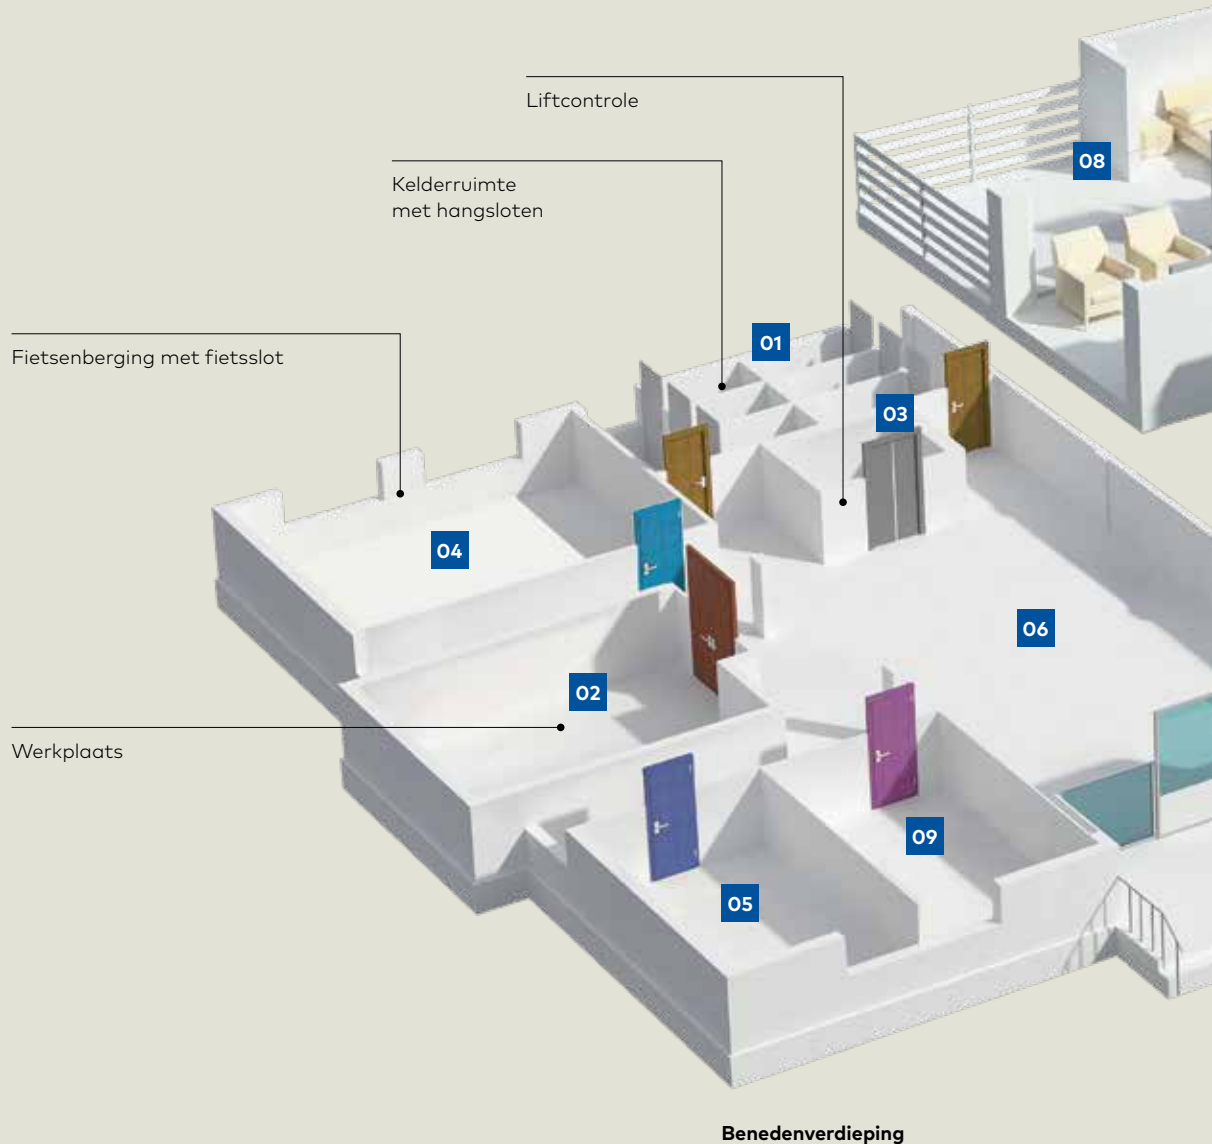 Liftcontrole
08
Kelderruimte
met hangsloten
01
Fietsenberging met fietsslot
03
04
06
02
Werkplaats
09
05
Benedenverdieping